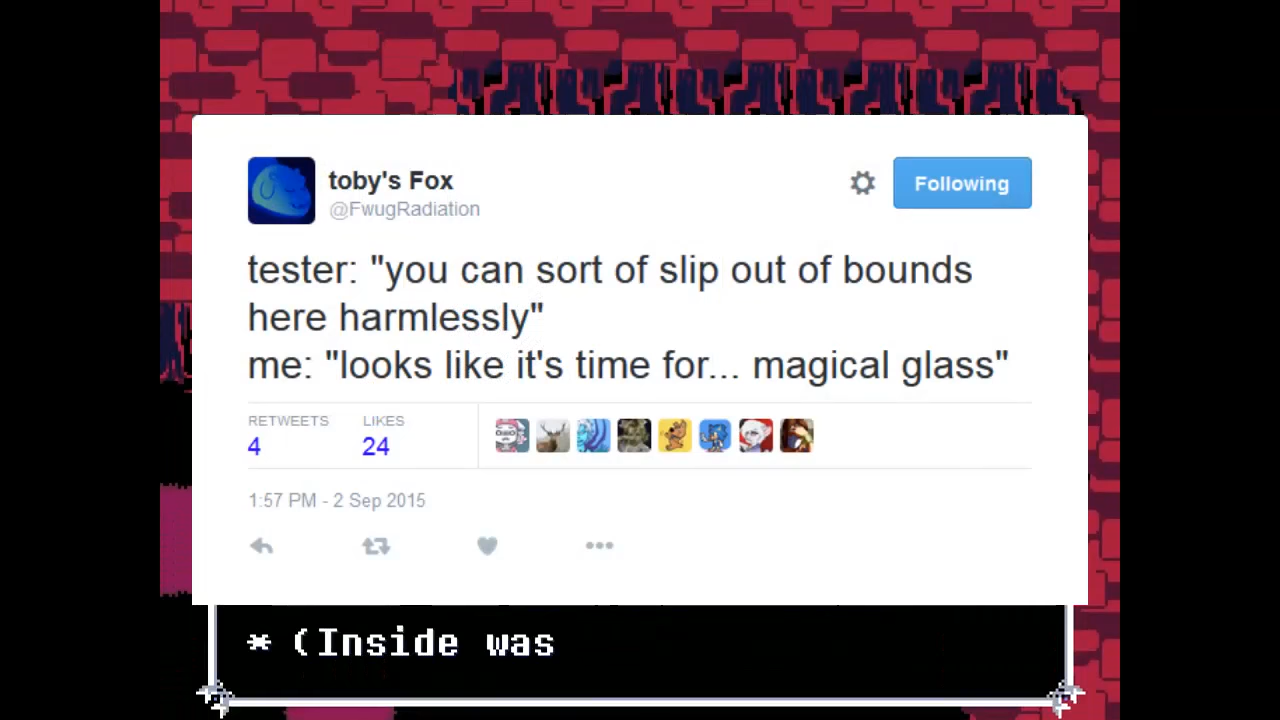 toby's Fox
@FwugRadiation
Following
tester: "you can sort of slip out of bounds
here harmlessly"
me: "looks like it's time for... magical glass"
RETWEETS LIKES
4 24
1:57 PM - 2 Sep 2015
* (Inside was